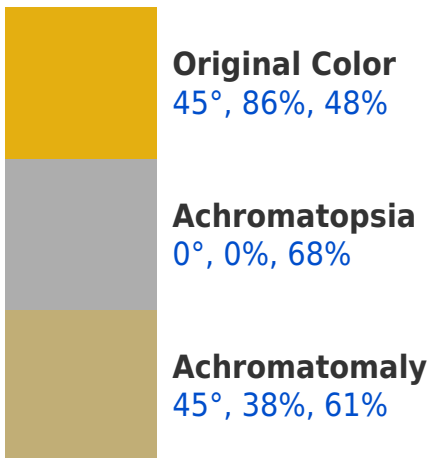 Original Color
45°, 86%, 48%
Achromatopsia
0°, 0%, 68%
Achromatomaly
45°, 38%, 61%